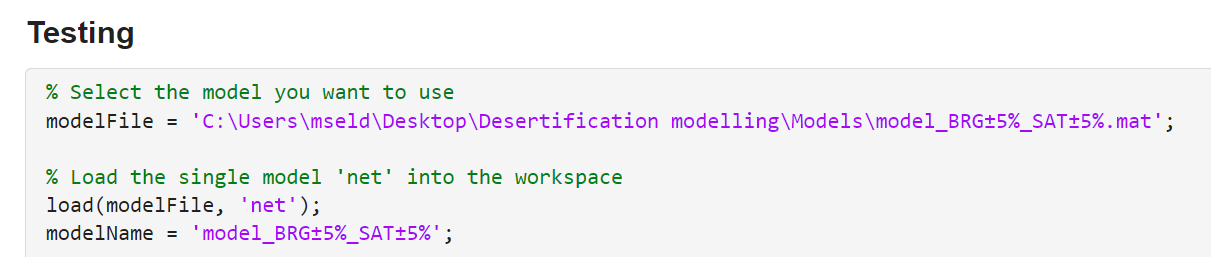 Testing
% Select the model you want to use
modelFile = 'C:\Users\mseld\Desktop\Desertification modelling\Models\model_BRG±5%_SAT±5%.mat';
% Load the single model 'net' into the workspace
load(modelFile, 'net');
modelName = 'model_BRG±5%_SAT±5%';